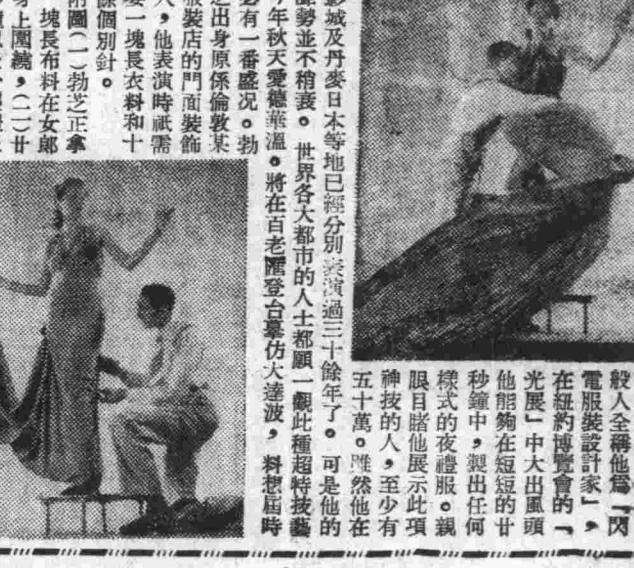 般人全稱他爲『閃
電服裝設計家』,
在紐約博覽會的『
光展』中大出風頭
他能夠在短短的廿
秒鐘中,製出任何
樣式的夜禮服。親
眼目睹他展示此項
神技的人,至少有
五十萬。雖然他在
影城及丹麥日本等地已經分別表演過三十餘年了。可是他的
勢並不稍衰。世界各大都市的人士都願一觀此種超特技藝
年秋天愛德華溫。將在百老匯登台摹仿大達波,料想屆時
必有一番盛况。勃
之出身原係倫敦某
服裝店的門面裝飾
人,他表演時祇需
要一塊長衣料和十
餘個別針。
附圖(一)勃芝正拿
塊長布料在女郎
身上圍繞,(二)廿